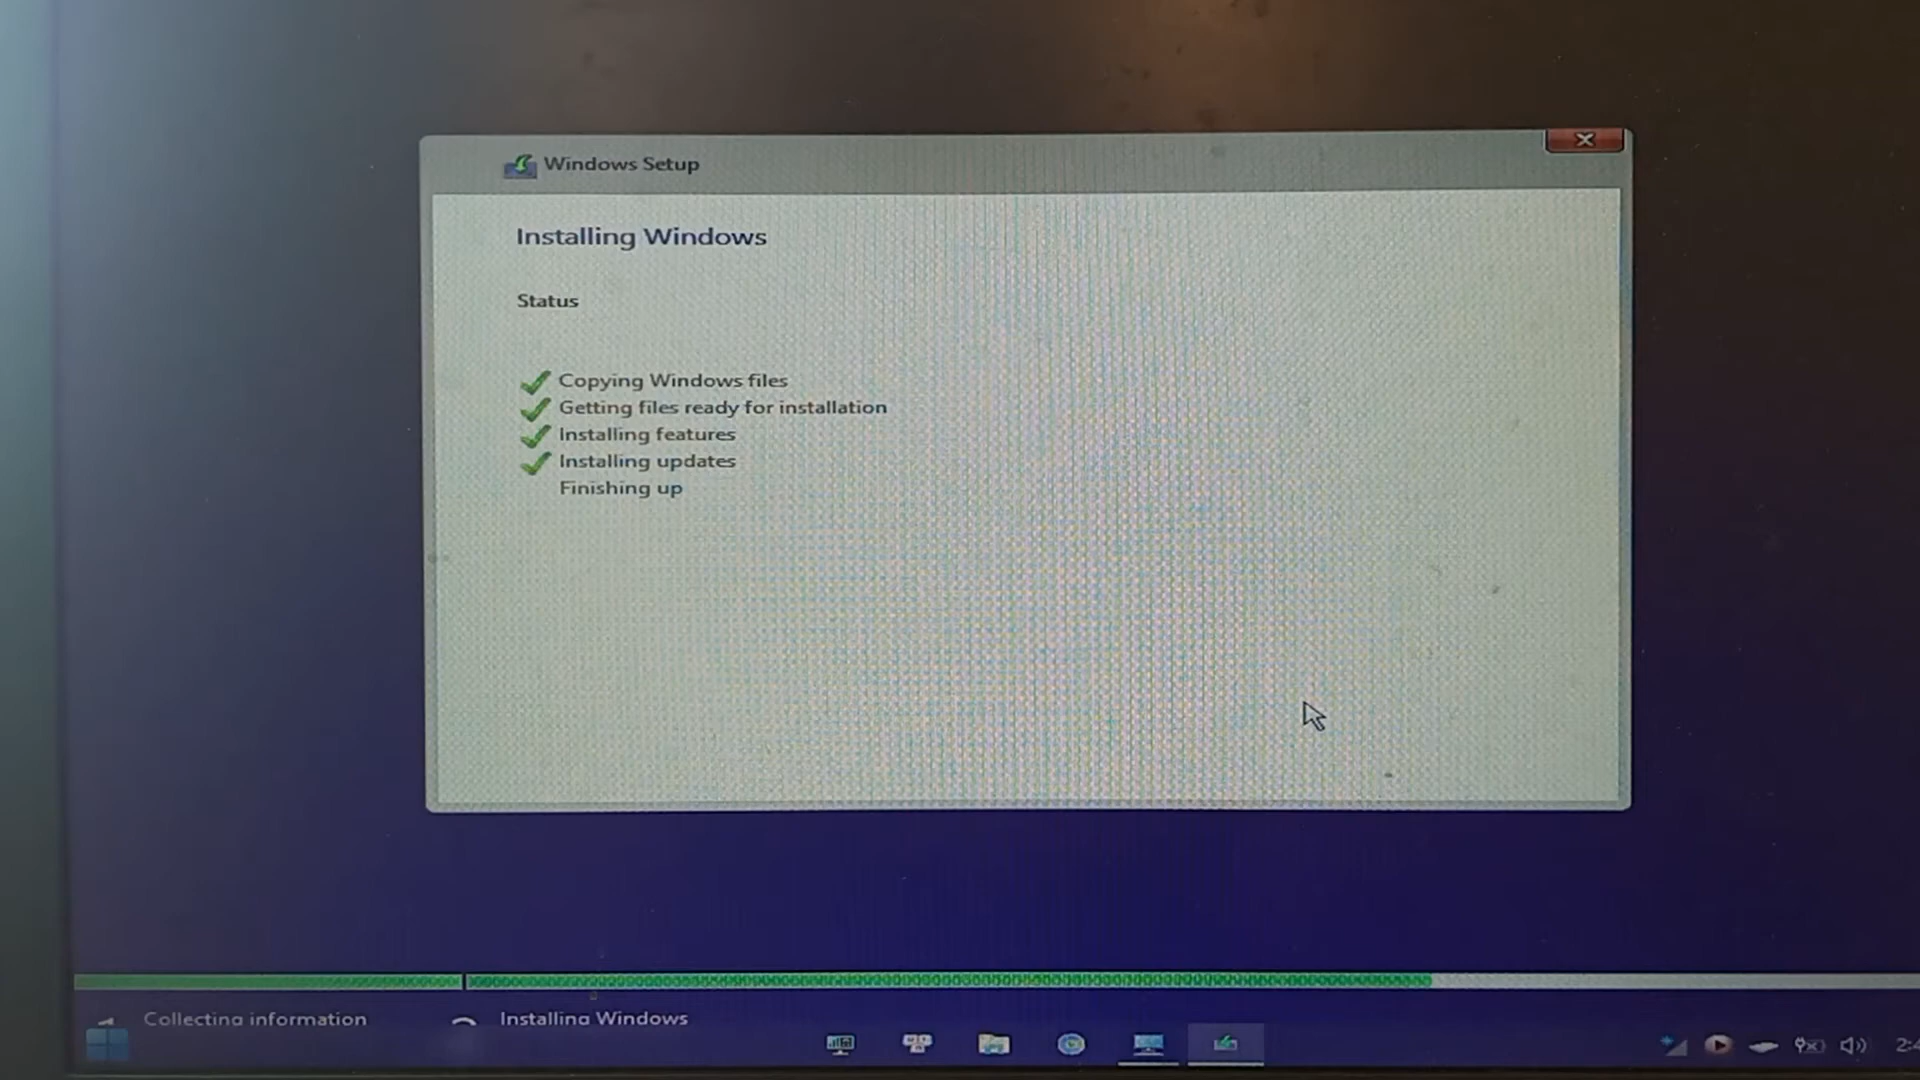 Windows Setup
Installing Windows
Status
Copying Windows files
Getting files ready for installation
Installing features
Installing updates
Finishing up
Collecting information
Installing Windows